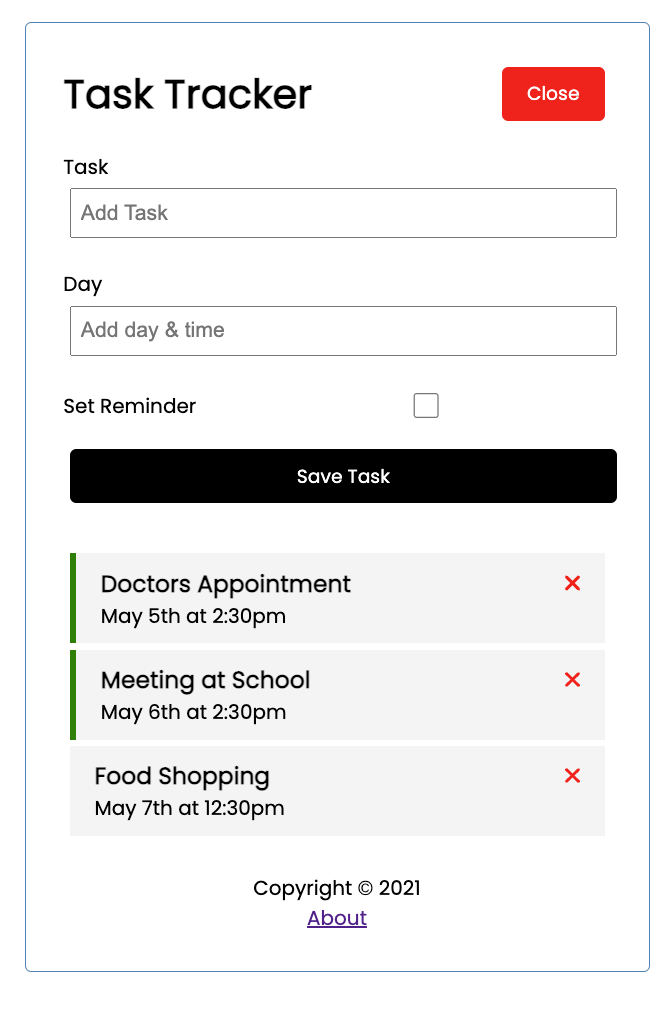 Task Tracker
Close
Task
Add Task
Day
Add day & time
Set Reminder
Save Task
Doctors Appointment
May 5th at 2:30pm
Meeting at School
May 6th at 2:30pm
Food Shopping
May 7th at 12:30pm
Copyright © 2021
About